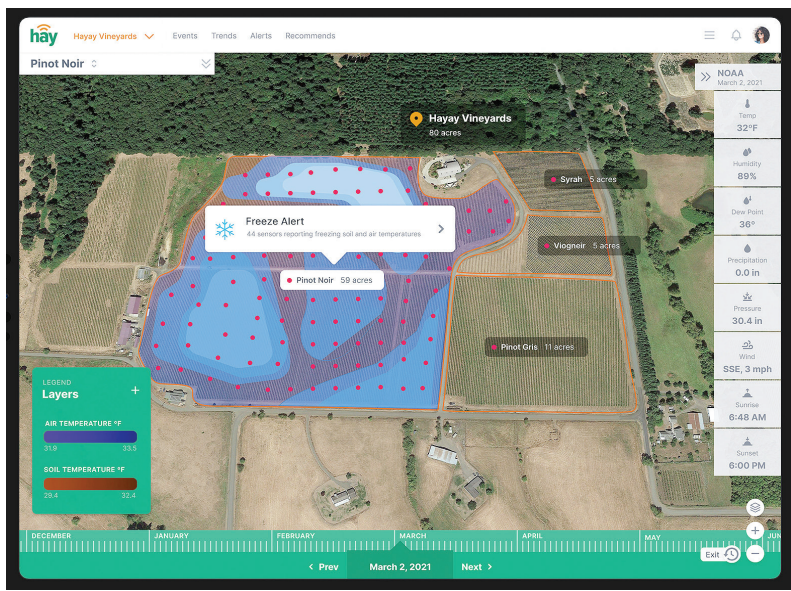 hay
Hayay Vineyards
Events
Trends
Alerts
Recommends
Pinot Noir
NOAA
March 2, 2021
Temp
32°F
Humidity
89%
Dew Point
36°
Precipitation
0.0 in
Pressure
30.4 in
Wind
SSE, 3 mph
Sunrise
6:48 AM
Sunset
6:00 PM
Hayay Vineyards
80 acres
Syrah 5 acres
Freeze Alert
44 sensors reporting freezing soil and air temperatures
Viogneir 5 acres
Pinot Noir 59 acres
Pinot Gris 11 acres
LEGEND
Layers +
AIR TEMPERATURE °F
31.9 33.5
SOIL TEMPERATURE °F
29.4 32.4
DECEMBER JANUARY FEBRUARY MARCH APRIL MAY JUN
Exit
< Prev March 2, 2021 Next >